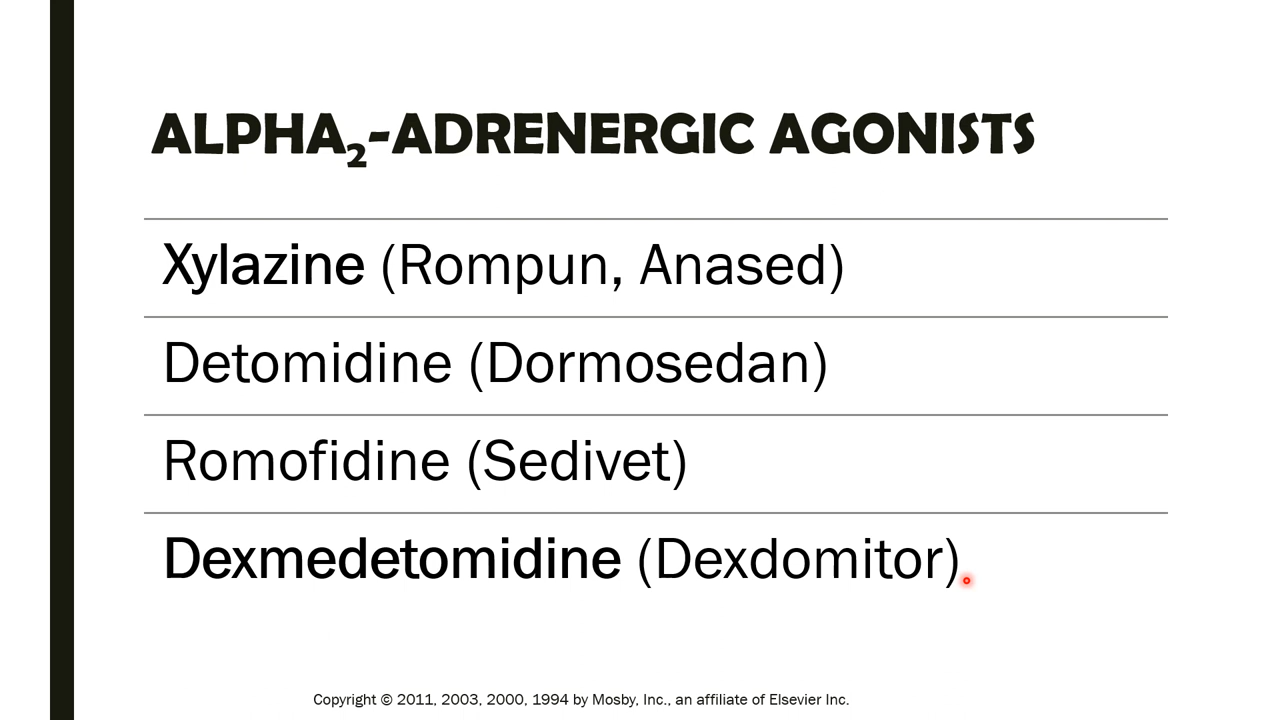 ALPHA₂-ADRENERGIC AGONISTS
Xylazine (Rompun, Anased)
Detomidine (Dormosedan)
Romofidine (Sedivet)
Dexmedetomidine (Dexdomitor)
Copyright © 2011, 2003, 2000, 1994 by Mosby, Inc., an affiliate of Elsevier Inc.